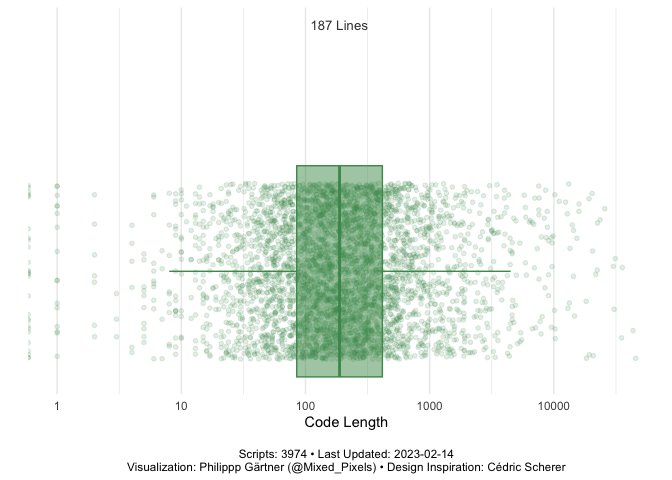 187 Lines
1 10 100 1000 10000
Code Length
Scripts: 3974 • Last Updated: 2023-02-14
Visualization: Philippp Gärtner (@Mixed_Pixels) • Design Inspiration: Cédric Scherer